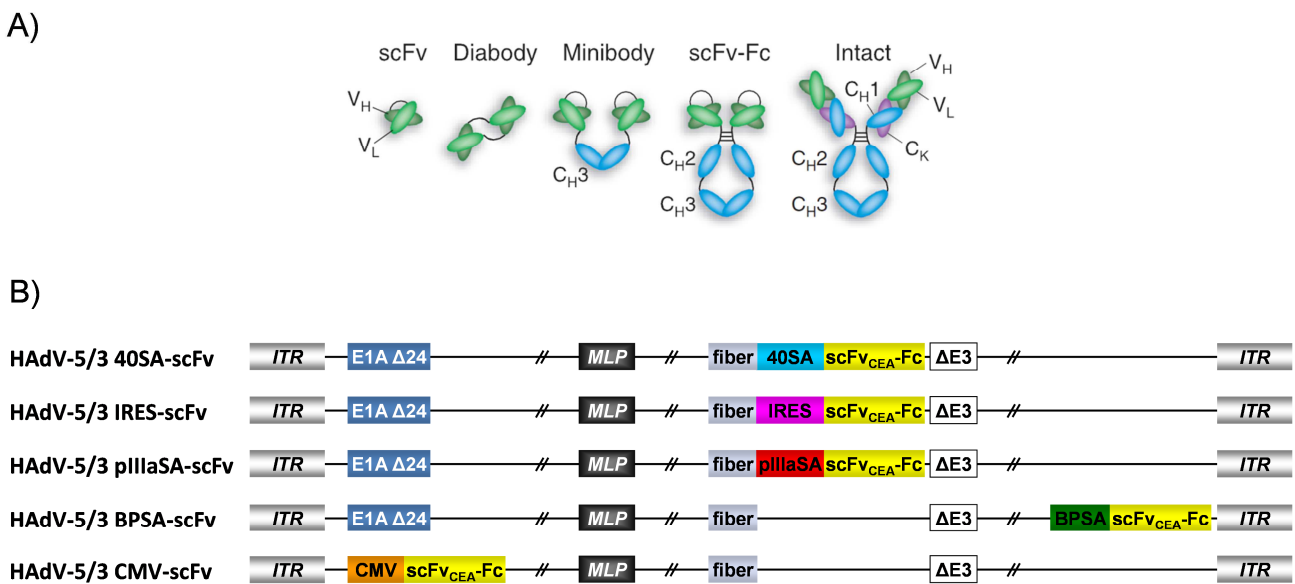 A)
scFv Diabody Minibody scFv-Fc Intact
VH
VL
CH3
CH2
CH3
CH1
VH
VL
CK
CH2
CH3
B)
HAdV-5/3 40SA-scFv ITR E1A Δ24 // MLP fiber 40SA scFvCEA-Fc ΔE3 // ITR
HAdV-5/3 IRES-scFv ITR E1A Δ24 // MLP fiber IRES scFvCEA-Fc ΔE3 // ITR
HAdV-5/3 pIIIaSA-scFv ITR E1A Δ24 // MLP fiber pIIIaSA scFvCEA-Fc ΔE3 // ITR
HAdV-5/3 BPSA-scFv ITR E1A Δ24 // MLP fiber ΔE3 // BPSA scFvCEA-Fc ITR
HAdV-5/3 CMV-scFv ITR CMV scFvCEA-Fc // MLP fiber ΔE3 // ITR